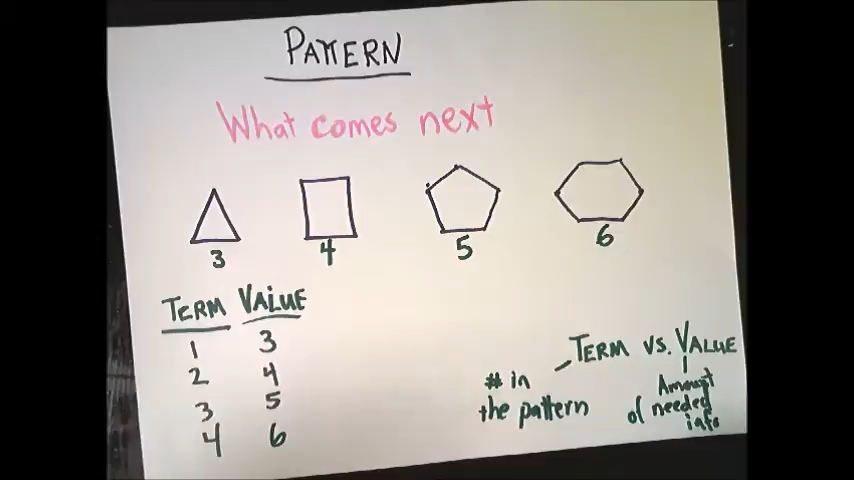 PATTERN
What comes next
3 4 5 6
TERM VALUE
1 3
2 4
3 5
4 6
TERM VS. VALUE
# in
the pattern
Amount
of needed
info